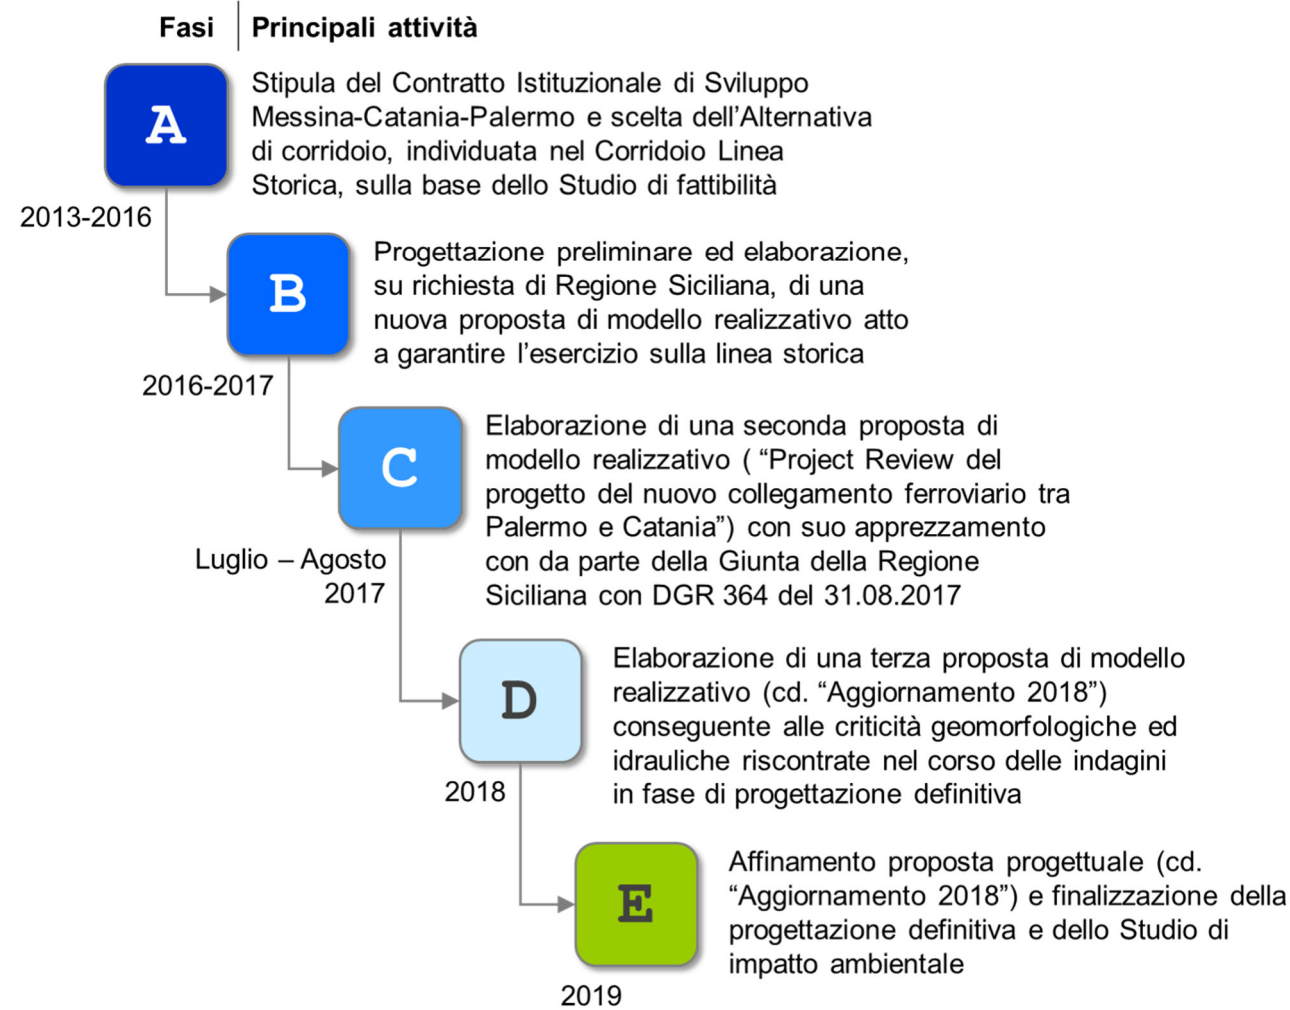 Fasi
Principali attività
A
Stipula del Contratto Istituzionale di Sviluppo
Messina-Catania-Palermo e scelta dell’Alternativa
di corridoio, individuata nel Corridoio Linea
Storica, sulla base dello Studio di fattibilità
2013-2016
B
Progettazione preliminare ed elaborazione,
su richiesta di Regione Siciliana, di una
nuova proposta di modello realizzativo atto
a garantire l’esercizio sulla linea storica
2016-2017
C
Elaborazione di una seconda proposta di
modello realizzativo ( “Project Review del
progetto del nuovo collegamento ferroviario tra
Palermo e Catania”) con suo apprezzamento
con da parte della Giunta della Regione
Siciliana con DGR 364 del 31.08.2017
Luglio – Agosto
2017
D
Elaborazione di una terza proposta di modello
realizzativo (cd. “Aggiornamento 2018”)
conseguente alle criticità geomorfologiche ed
idrauliche riscontrate nel corso delle indagini
in fase di progettazione definitiva
2018
E
Affinamento proposta progettuale (cd.
“Aggiornamento 2018”) e finalizzazione della
progettazione definitiva e dello Studio di
impatto ambientale
2019